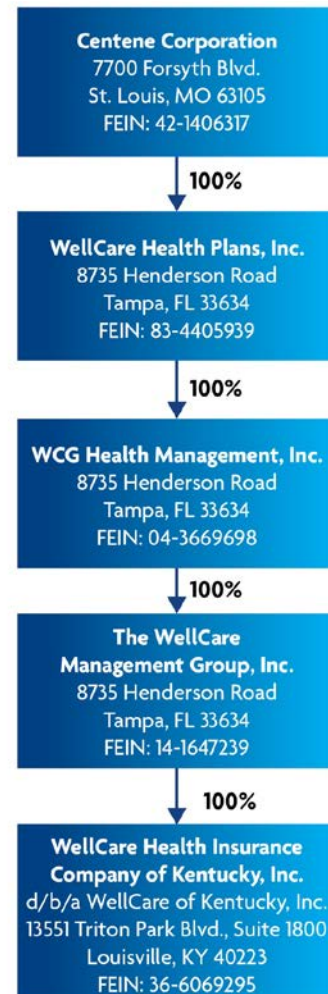 Centene Corporation
7700 Forsyth Blvd.
St. Louis, MO 63105
FEIN: 42-1406317
100%
WellCare Health Plans, Inc.
8735 Henderson Road
Tampa, FL 33634
FEIN: 83-4405939
100%
WCG Health Management, Inc.
8735 Henderson Road
Tampa, FL 33634
FEIN: 04-3669698
100%
The WellCare
Management Group, Inc.
8735 Henderson Road
Tampa, FL 33634
FEIN: 14-1647239
100%
WellCare Health Insurance
Company of Kentucky, Inc.
d/b/a WellCare of Kentucky, Inc.
13551 Triton Park Blvd., Suite 1800
Louisville, KY 40223
FEIN: 36-6069295